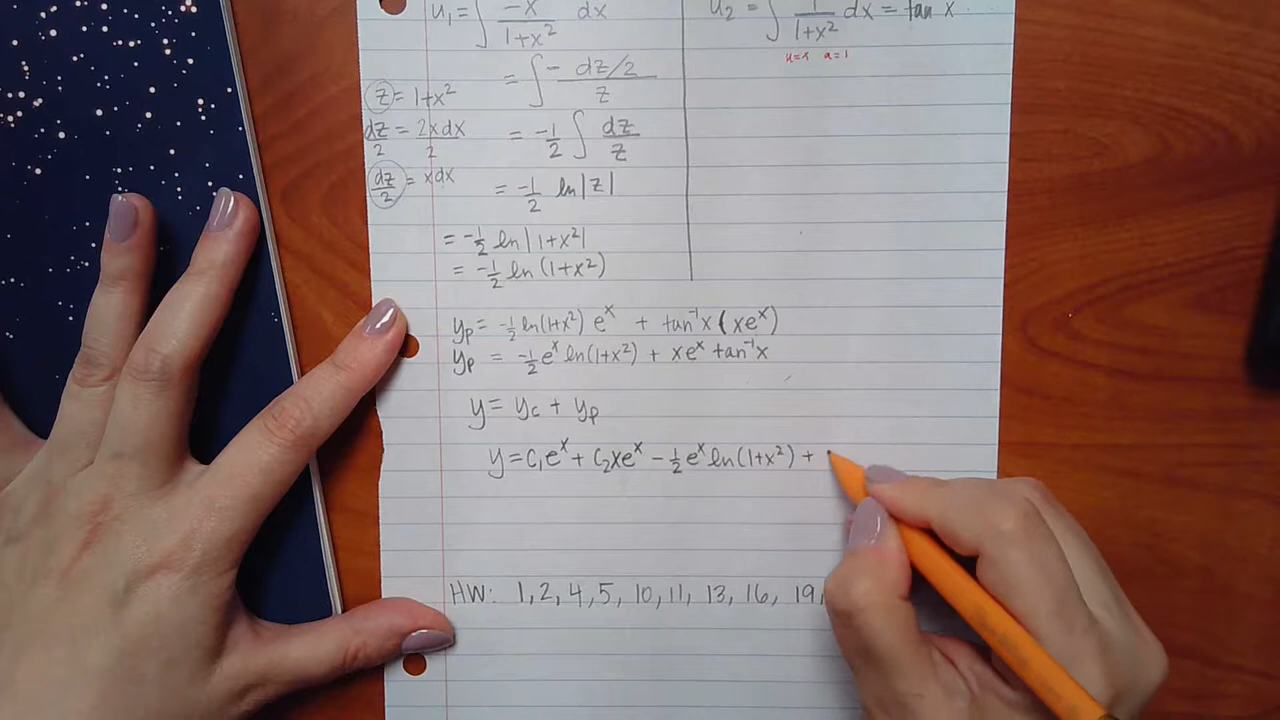 u₁ = ∫ -x/(1+x²) dx
= ∫ - (dz/2)/z
z = 1+x²
dz/2 = 2xdx/2
= -1/2 ∫ dz/z
dz/2 = xdx
= -1/2 ln|z|
= -1/2 ln|1+x²|
= -1/2 ln(1+x²)
u₂ = ∫ 1/(1+x²) dx = tan x
u=x a=1
yp = -1/2 ln(1+x²) eˣ + tan⁻¹x (xeˣ)
yp = -1/2 eˣ ln(1+x²) + xeˣ tan⁻¹x
y = yc + yp
y = c₁eˣ + c₂xeˣ - 1/2 eˣ ln(1+x²) +
HW: 1, 2, 4, 5, 10, 11, 13, 16, 19,